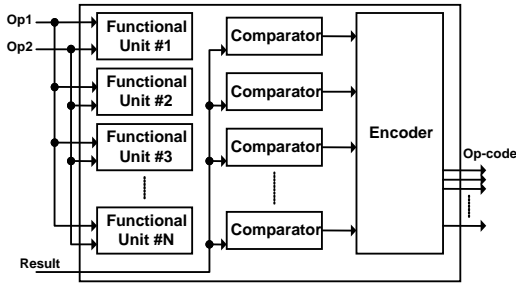 Op1
Op2
Functional
Unit #1
Functional
Unit #2
Functional
Unit #3
Functional
Unit #N
Result
Comparator
Comparator
Comparator
Comparator
Encoder
Op-code